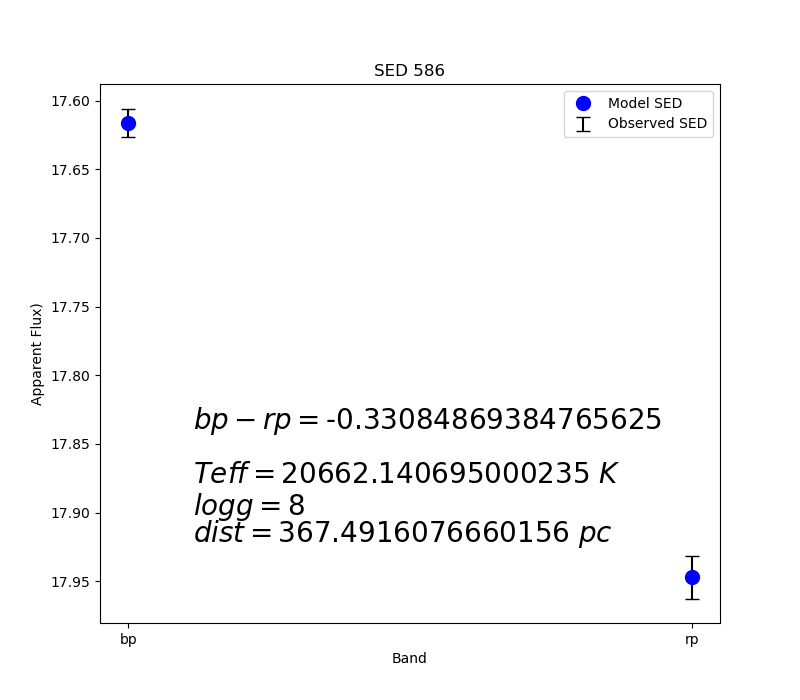 SED 586
Model SED
Observed SED
17.60
17.65
17.70
17.75
17.80
17.85
17.90
17.95
Apparent Flux)
bp − rp = -0.33084869384765625
Teff = 20662.140695000235 K
logg = 8
dist = 367.4916076660156 pc
bp
rp
Band